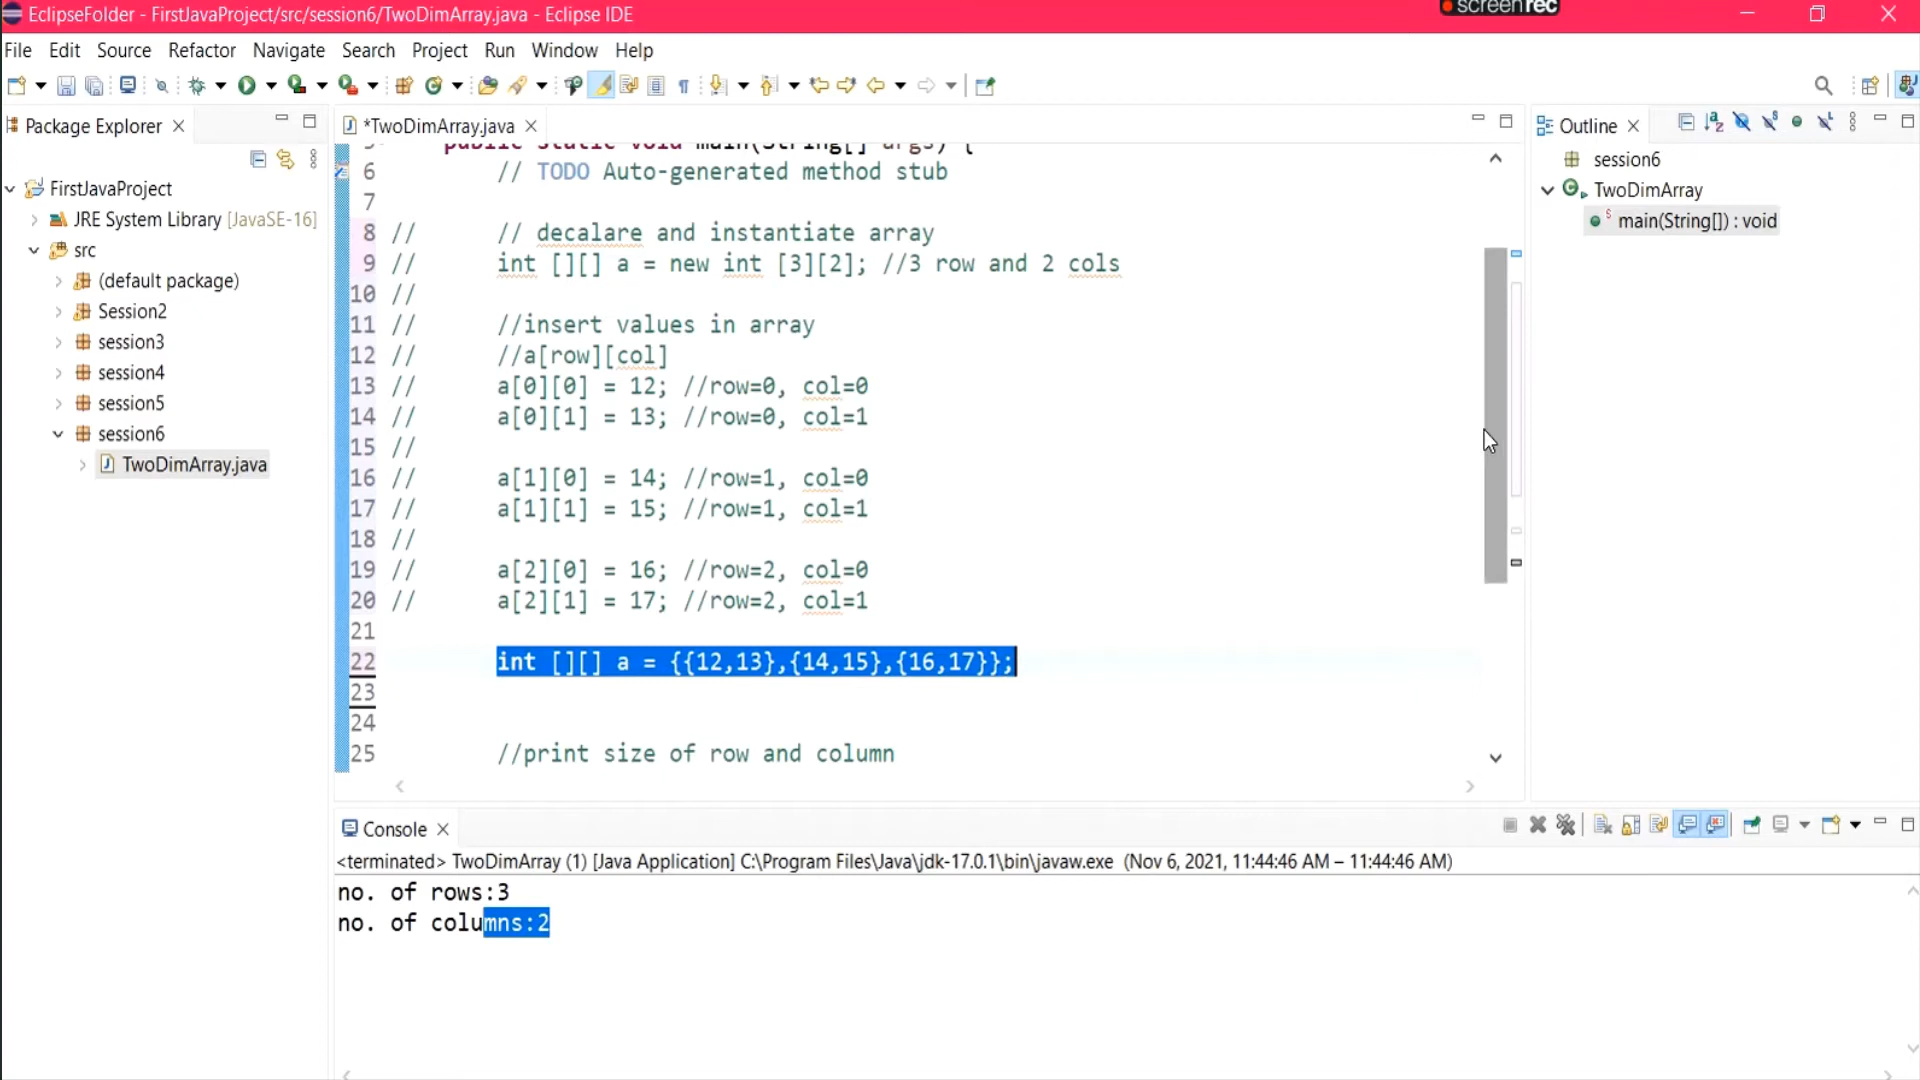 EclipseFolder - FirstJavaProject/src/session6/TwoDimArray.java - Eclipse IDE
screenrec
File Edit Source Refactor Navigate Search Project Run Window Help
Package Explorer
FirstJavaProject
JRE System Library [JavaSE-16]
src
(default package)
Session2
session3
session4
session5
session6
TwoDimArray.java
*TwoDimArray.java
5 public static void main(String[] args) {
6 // TODO Auto-generated method stub
7
8 // // decalare and instantiate array
9 // int [][] a = new int [3][2]; //3 row and 2 cols
10 //
11 // //insert values in array
12 // //a[row][col]
13 // a[0][0] = 12; //row=0, col=0
14 // a[0][1] = 13; //row=0, col=1
15 //
16 // a[1][0] = 14; //row=1, col=0
17 // a[1][1] = 15; //row=1, col=1
18 //
19 // a[2][0] = 16; //row=2, col=0
20 // a[2][1] = 17; //row=2, col=1
21
22 int [][] a = {{12,13},{14,15},{16,17}};
23
24
25 //print size of row and column
Outline
session6
TwoDimArray
main(String[]) : void
Console
<terminated> TwoDimArray (1) [Java Application] C:\Program Files\Java\jdk-17.0.1\bin\javaw.exe (Nov 6, 2021, 11:44:46 AM – 11:44:46 AM)
no. of rows:3
no. of columns:2